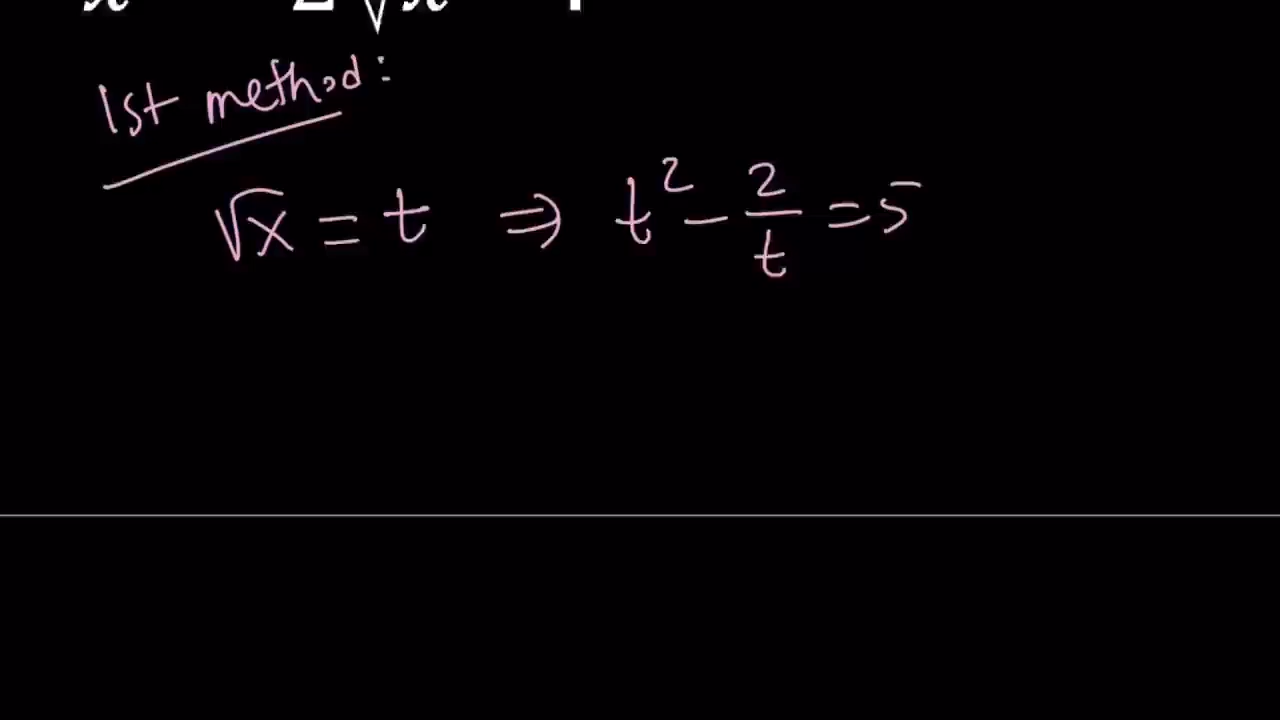 1st method:
√x = t ⇒ t² - 2/t = 5